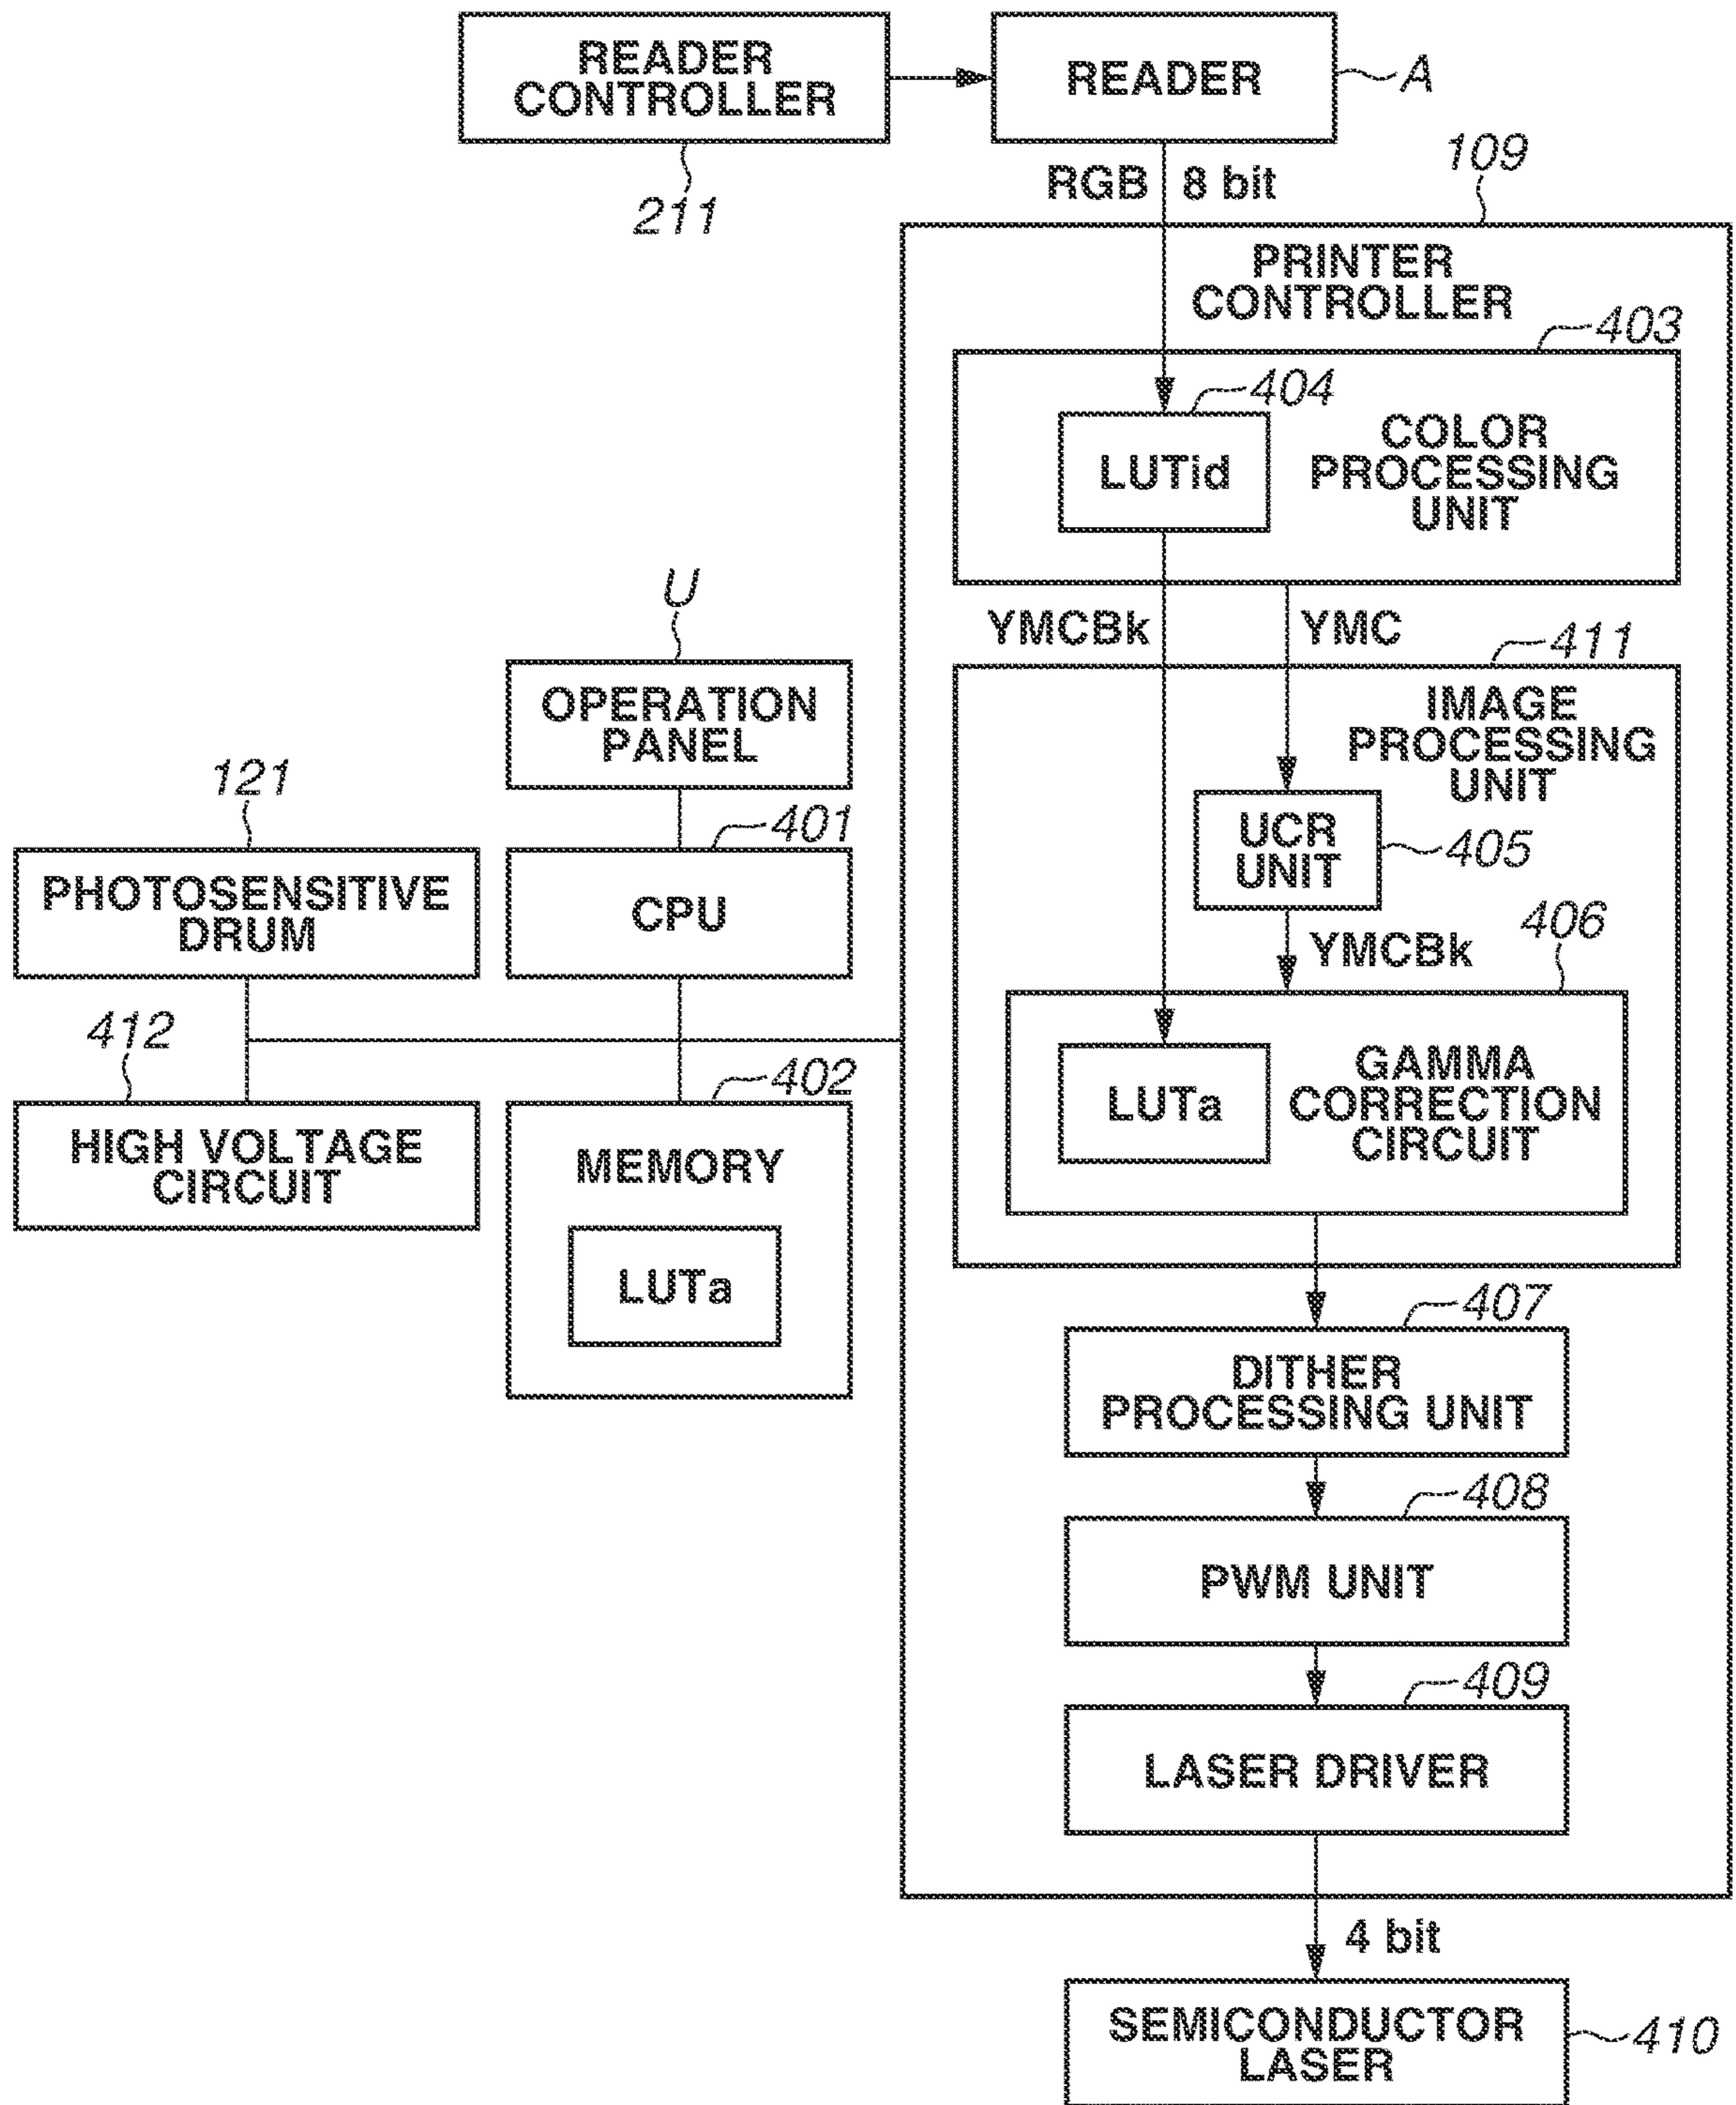 READER
CONTROLLER
READER
A
211
RGB 8 bit
109
PRINTER
CONTROLLER
403
404
LUTid
COLOR
PROCESSING
UNIT
YMCBk
YMC
U
OPERATION
PANEL
411
IMAGE
PROCESSING
UNIT
121
401
PHOTOSENSITIVE
DRUM
CPU
UCR
UNIT
405
406
YMCBk
412
402
HIGH VOLTAGE
CIRCUIT
MEMORY
LUTa
LUTa
GAMMA
CORRECTION
CIRCUIT
407
DITHER
PROCESSING UNIT
408
PWM UNIT
409
LASER DRIVER
4 bit
SEMICONDUCTOR
LASER
410